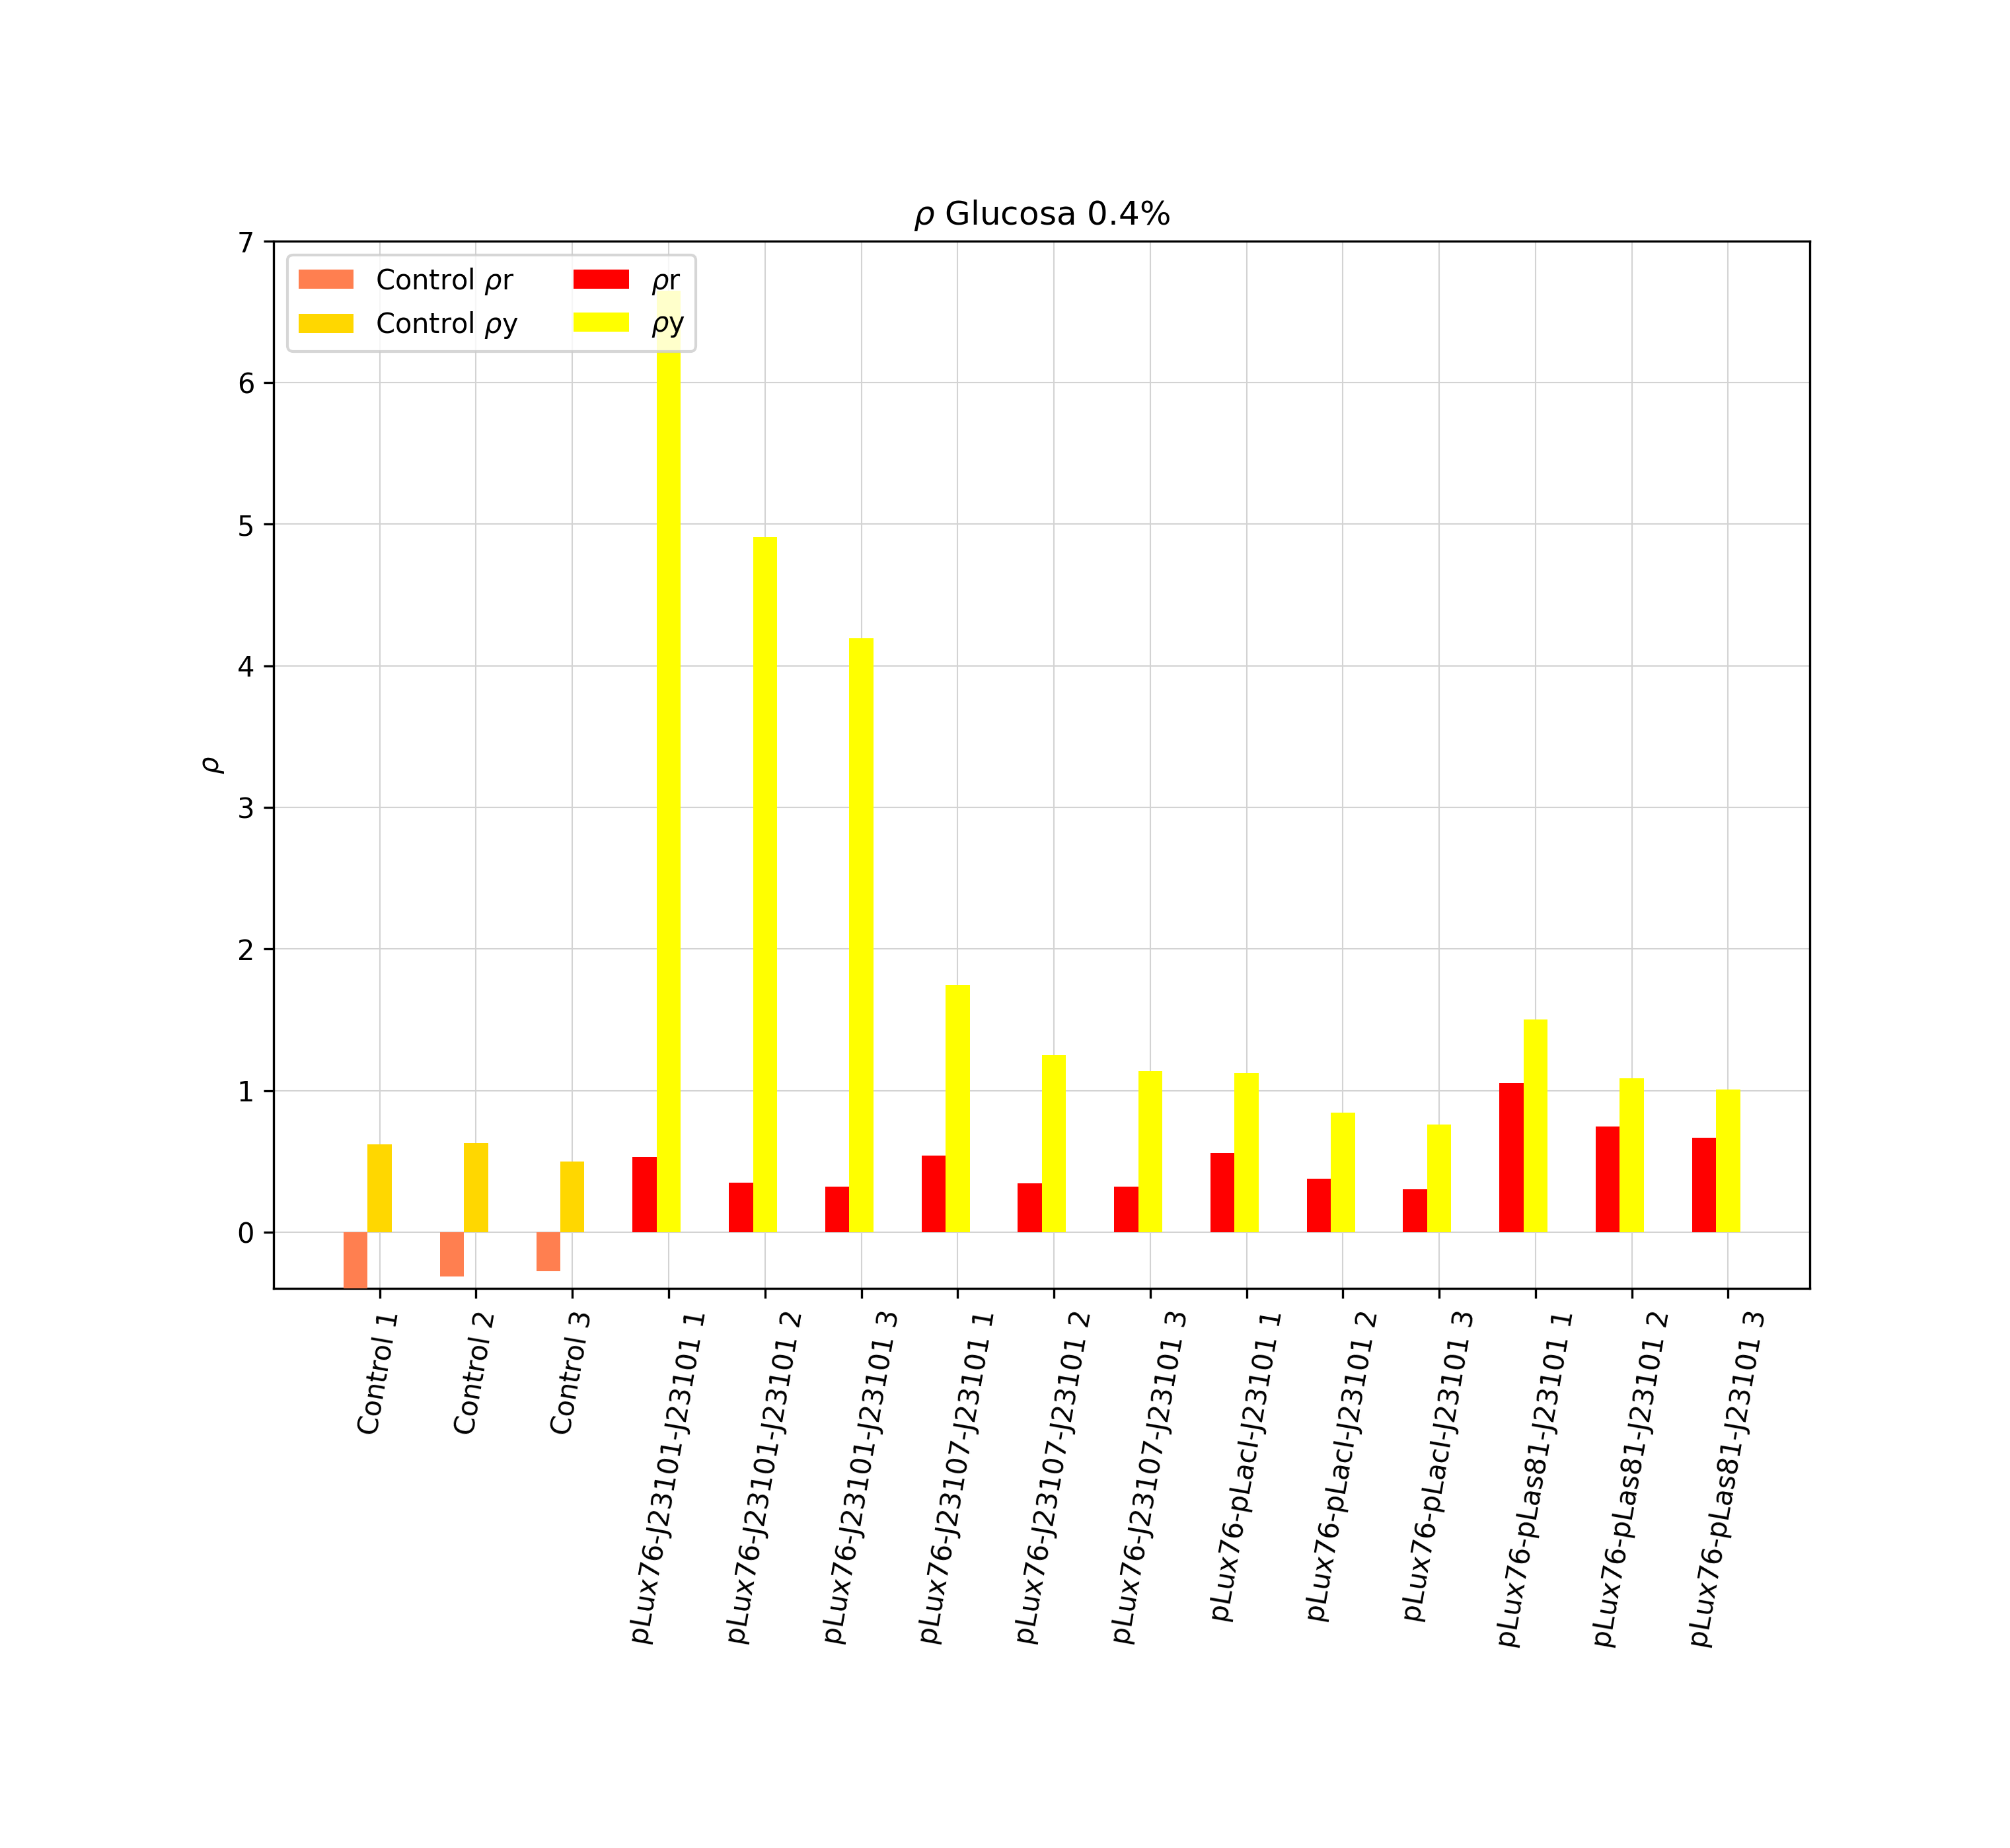 ρ Glucosa 0.4%
Control ρr
Control ρy
ρr
ρy
7
6
5
4
3
2
1
0
ρ
Control 1
Control 2
Control 3
pLux76-J23101-J23101 1
pLux76-J23101-J23101 2
pLux76-J23101-J23101 3
pLux76-J23107-J23101 1
pLux76-J23107-J23101 2
pLux76-J23107-J23101 3
pLux76-pLacI-J23101 1
pLux76-pLacI-J23101 2
pLux76-pLacI-J23101 3
pLux76-pLas81-J23101 1
pLux76-pLas81-J23101 2
pLux76-pLas81-J23101 3